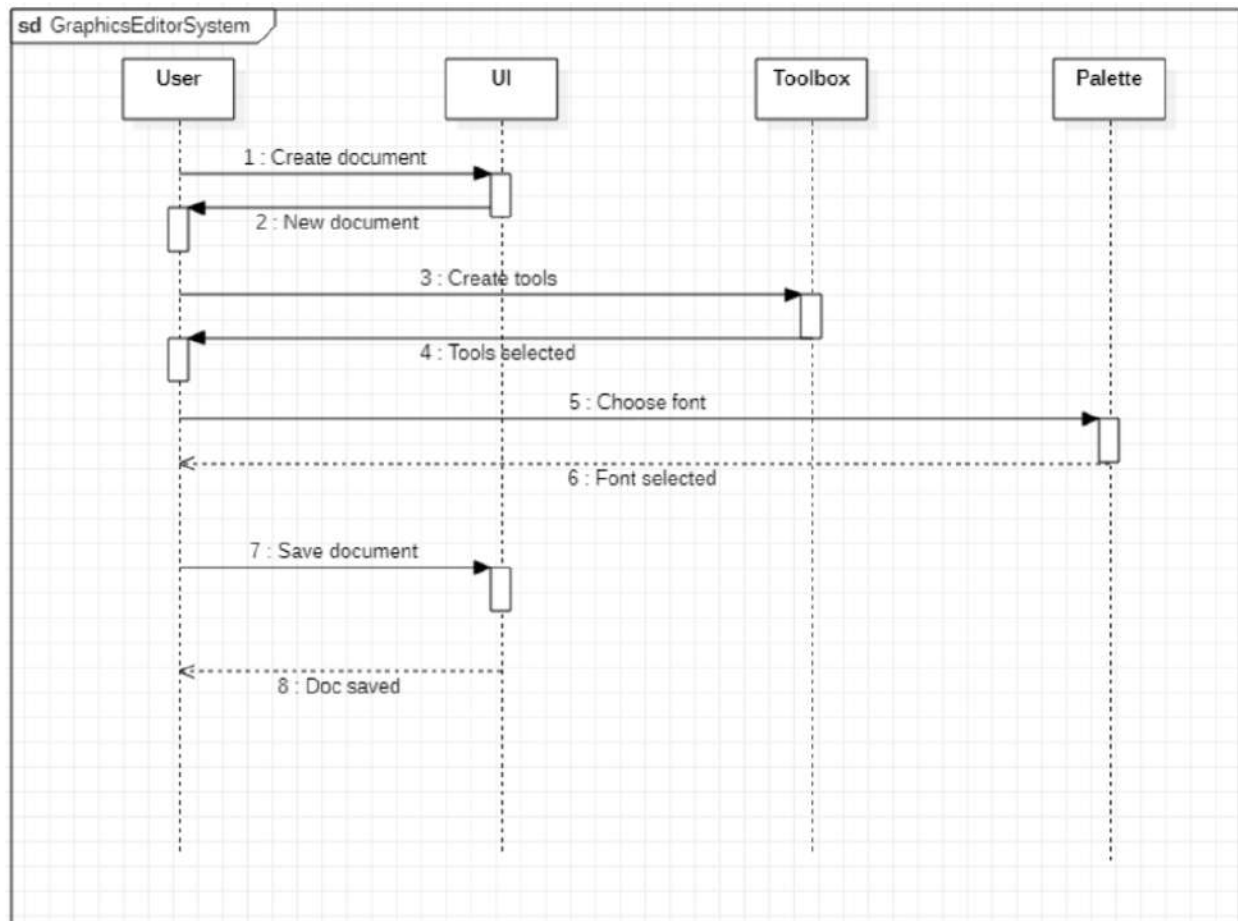 sd GraphicsEditorSystem
User
UI
Toolbox
Palette
1 : Create document
2 : New document
3 : Create tools
4 : Tools selected
5 : Choose font
6 : Font selected
7 : Save document
8 : Doc saved